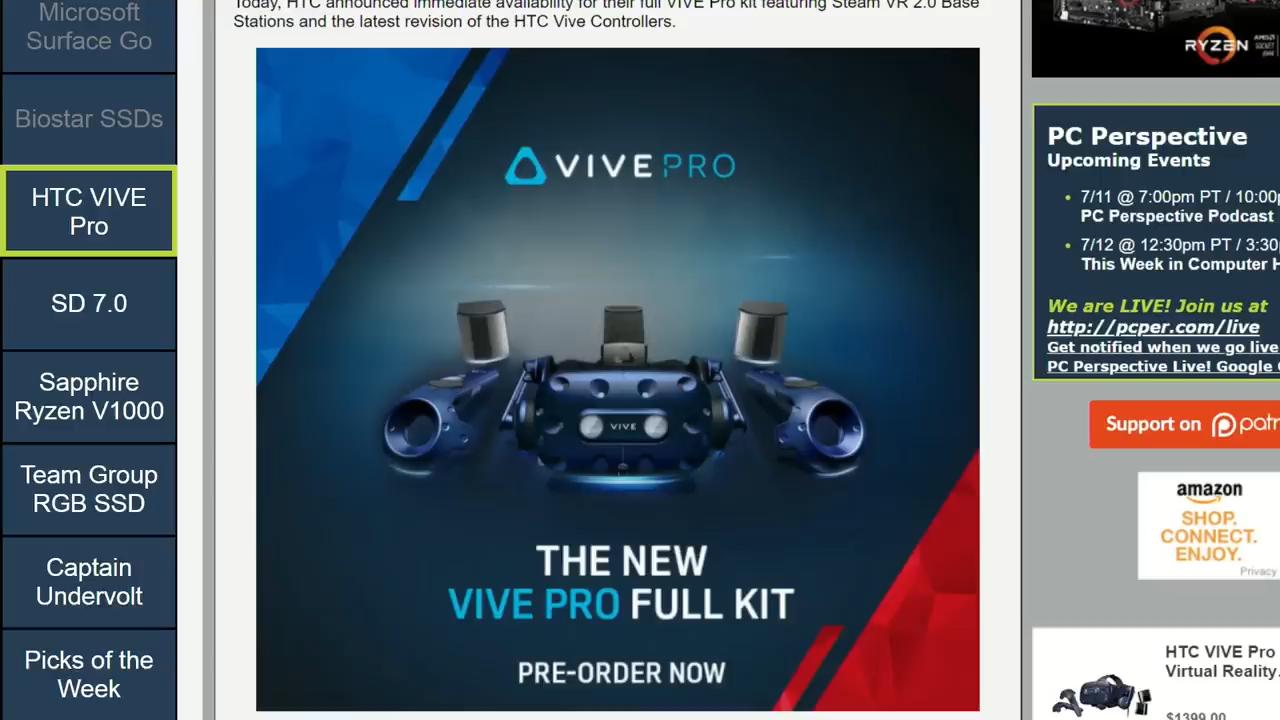 Microsoft
Surface Go
Biostar SSDs
HTC VIVE
Pro
SD 7.0
Sapphire
Ryzen V1000
Team Group
RGB SSD
Captain
Undervolt
Picks of the
Week
Today, HTC announced immediate availability for their full VIVE Pro kit featuring Steam VR 2.0 Base
Stations and the latest revision of the HTC Vive Controllers.
VIVE PRO
VIVE
THE NEW
VIVE PRO FULL KIT
PRE-ORDER NOW
RYZEN
PC Perspective
Upcoming Events
7/11 @ 7:00pm PT / 10:00p
PC Perspective Podcast
7/12 @ 12:30pm PT / 3:30
This Week in Computer H
We are LIVE! Join us at
http://pcper.com/live
Get notified when we go live
PC Perspective Live! Google
Support on patr
amazon
SHOP.
CONNECT.
ENJOY.
Privacy
HTC VIVE Pro
Virtual Reality...
$1399.00